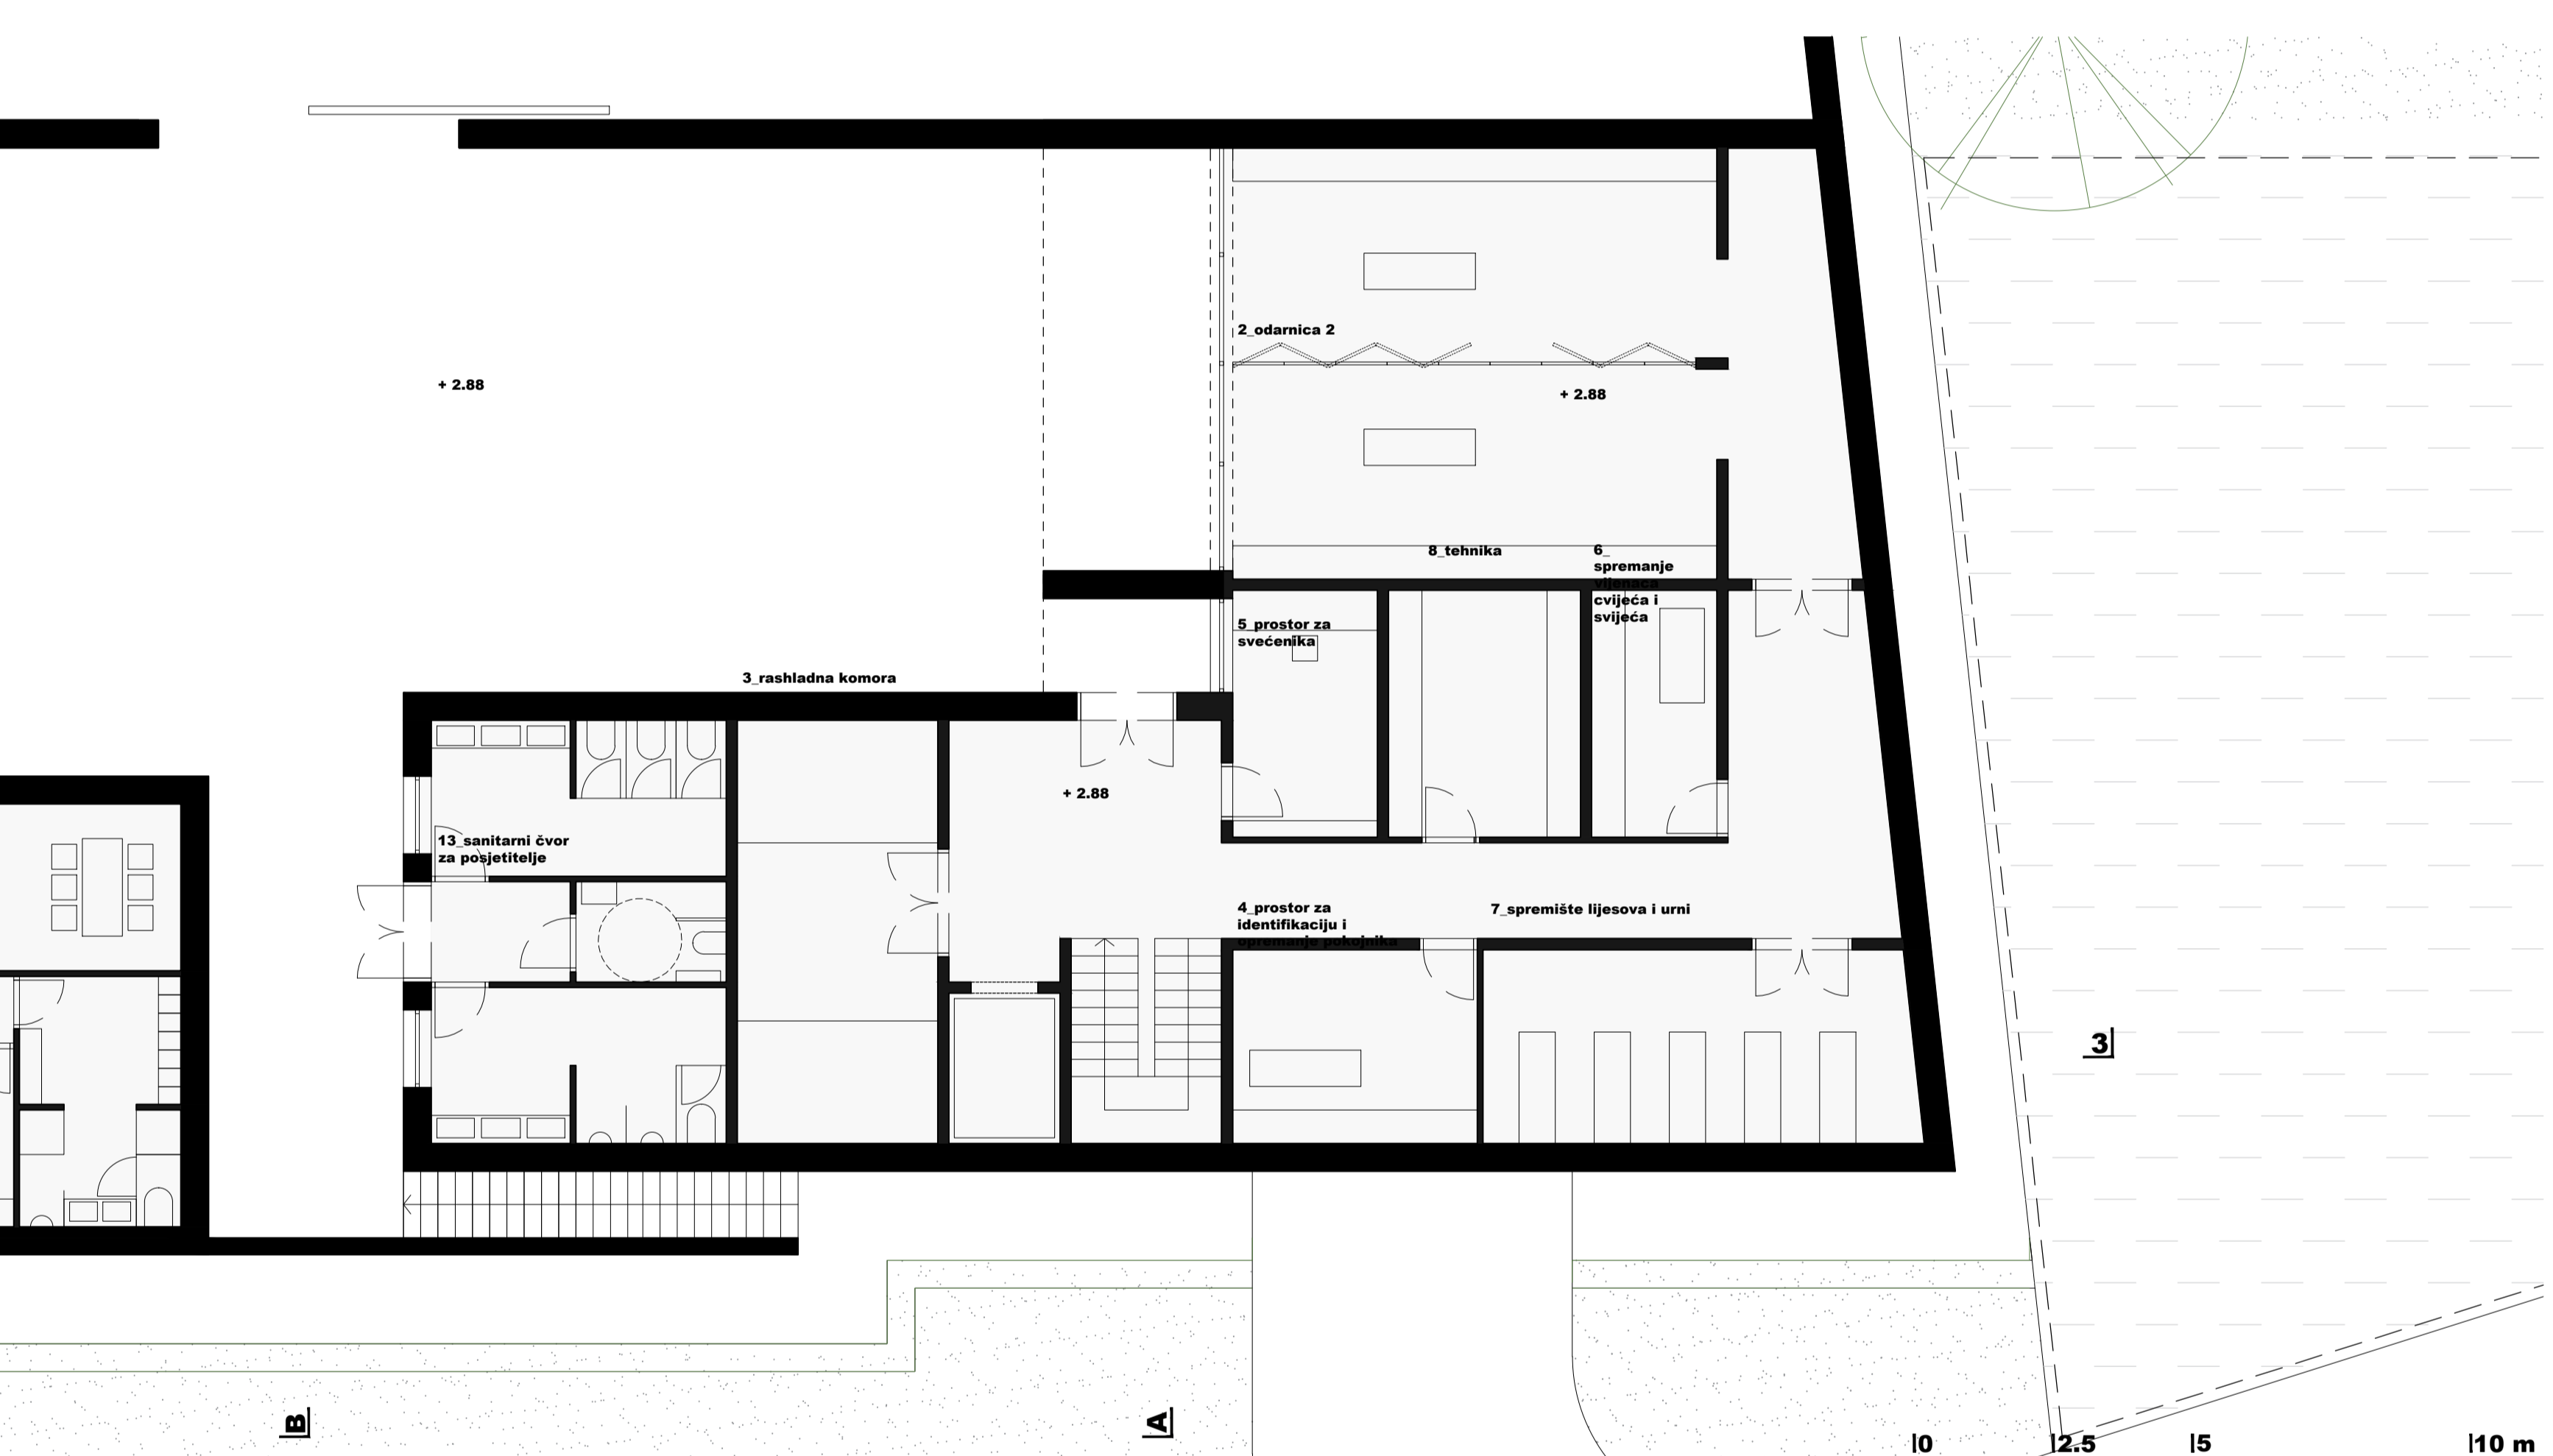 2_odarnica 2
+ 2.88
+ 2.88
8_tehnika
6_
spremanje
vijenaca
cvijeća i
svijeća
5_prostor za
svećenika
3_rashladna komora
+ 2.88
13_sanitarni čvor
za posjetitelje
4_prostor za
identifikaciju i
opremanje pokojnika
7_spremište lijesova i urni
3
B
A
0
2.5
5
10 m